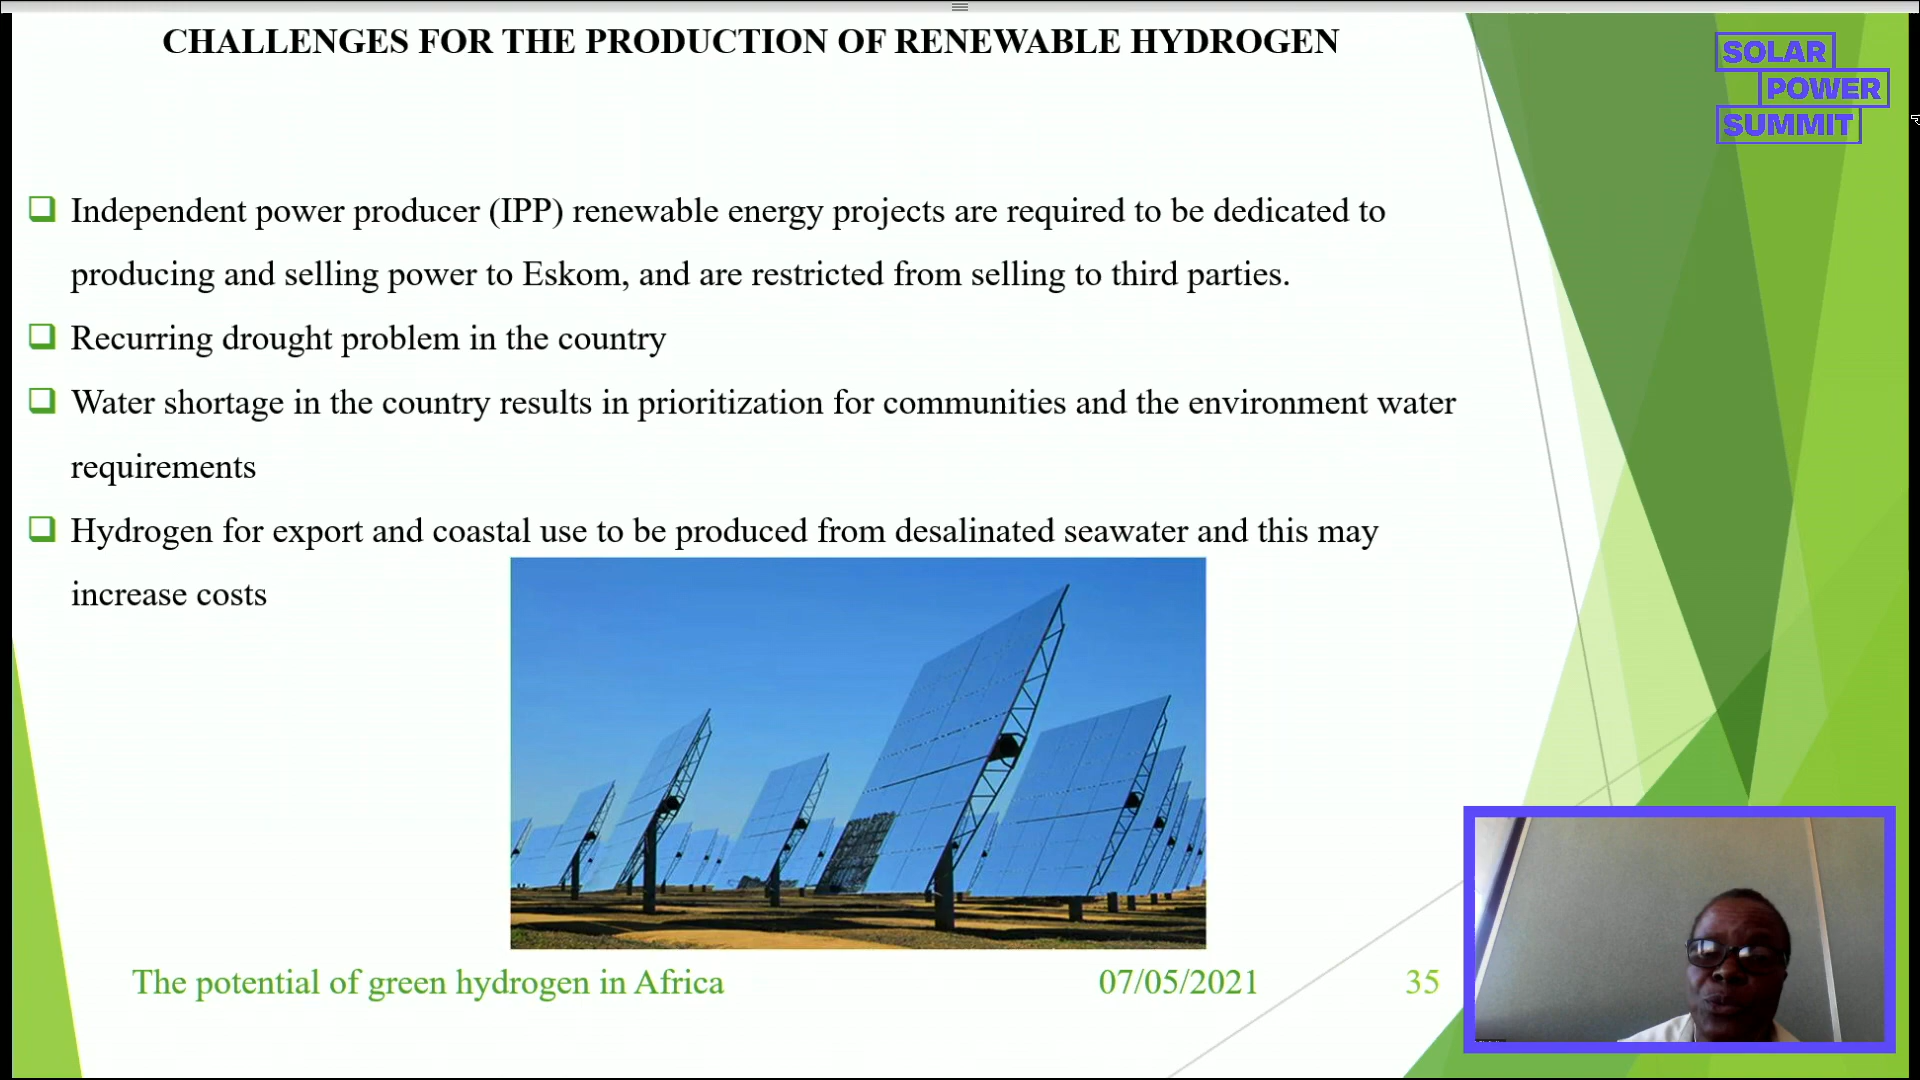 CHALLENGES FOR THE PRODUCTION OF RENEWABLE HYDROGEN
SOLAR
POWER
SUMMIT
Independent power producer (IPP) renewable energy projects are required to be dedicated to
producing and selling power to Eskom, and are restricted from selling to third parties.
Recurring drought problem in the country
Water shortage in the country results in prioritization for communities and the environment water
requirements
Hydrogen for export and coastal use to be produced from desalinated seawater and this may
increase costs
The potential of green hydrogen in Africa
07/05/2021
35